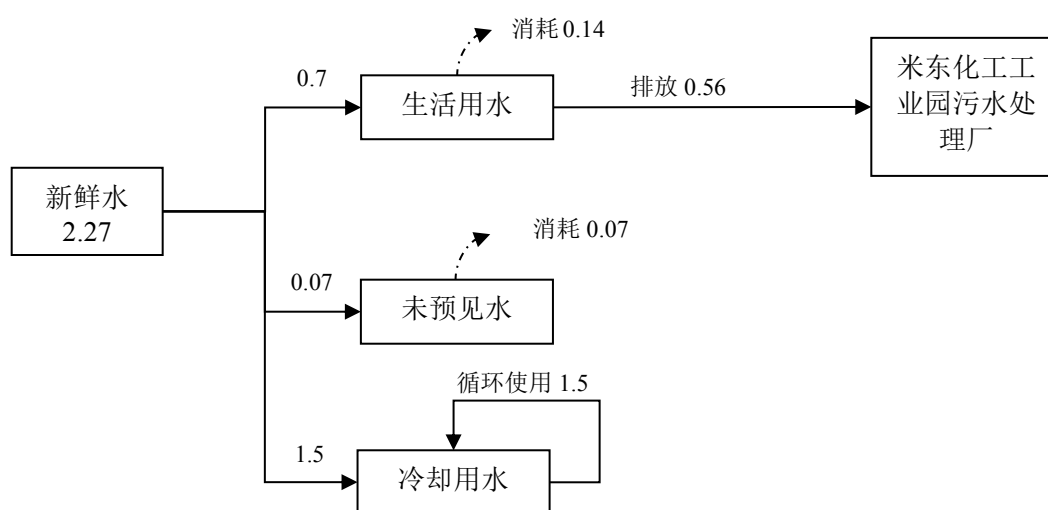 消耗 0.14
0.7
生活用水
排放 0.56
米东化工工
业园污水处
理厂
新鲜水
2.27
消耗 0.07
0.07
未预见水
循环使用 1.5
1.5
冷却用水